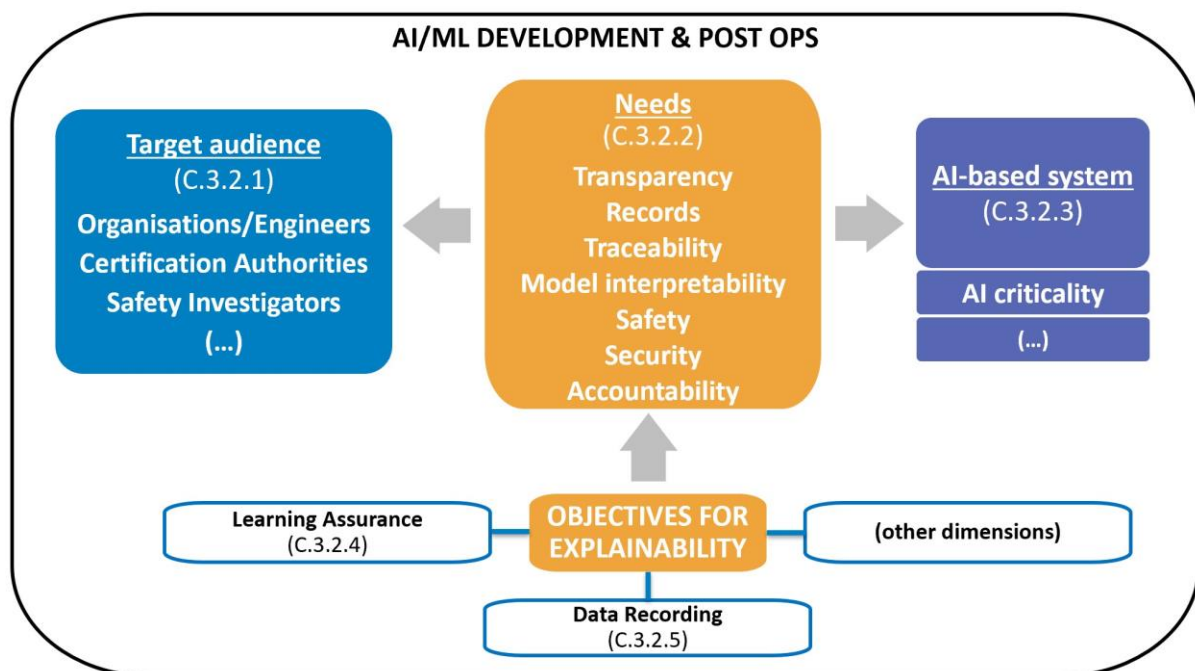 AI/ML DEVELOPMENT & POST OPS
Target audience
(C.3.2.1)
Organisations/Engineers
Certification Authorities
Safety Investigators
(...)
Needs
(C.3.2.2)
Transparency
Records
Traceability
Model interpretability
Safety
Security
Accountability
AI-based system
(C.3.2.3)
AI criticality
(...)
Learning Assurance
(C.3.2.4)
OBJECTIVES FOR
EXPLAINABILITY
(other dimensions)
Data Recording
(C.3.2.5)